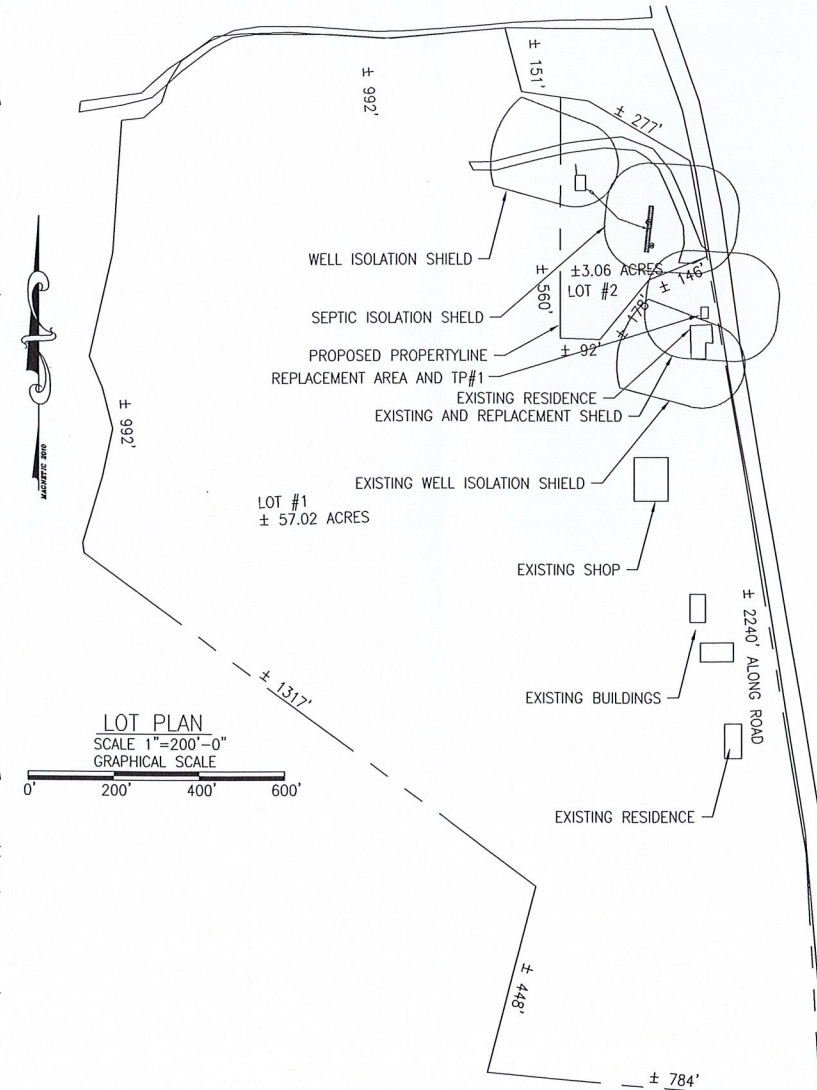 ± 151'
± 992'
± 277'
WELL ISOLATION SHIELD
±3.06 ACRES
LOT #2
± 146'
± 560'
SEPTIC ISOLATION SHELD
± 178'
PROPOSED PROPERTYLINE
± 92'
REPLACEMENT AREA AND TP#1
EXISTING RESIDENCE
EXISTING AND REPLACEMENT SHELD
± 992'
MAGNETIC 2010
EXISTING WELL ISOLATION SHIELD
LOT #1
± 57.02 ACRES
EXISTING SHOP
± 2240' ALONG ROAD
EXISTING BUILDINGS
± 1317'
LOT PLAN
SCALE 1"=200'-0"
GRAPHICAL SCALE
0' 200' 400' 600'
EXISTING RESIDENCE
± 448'
± 784'